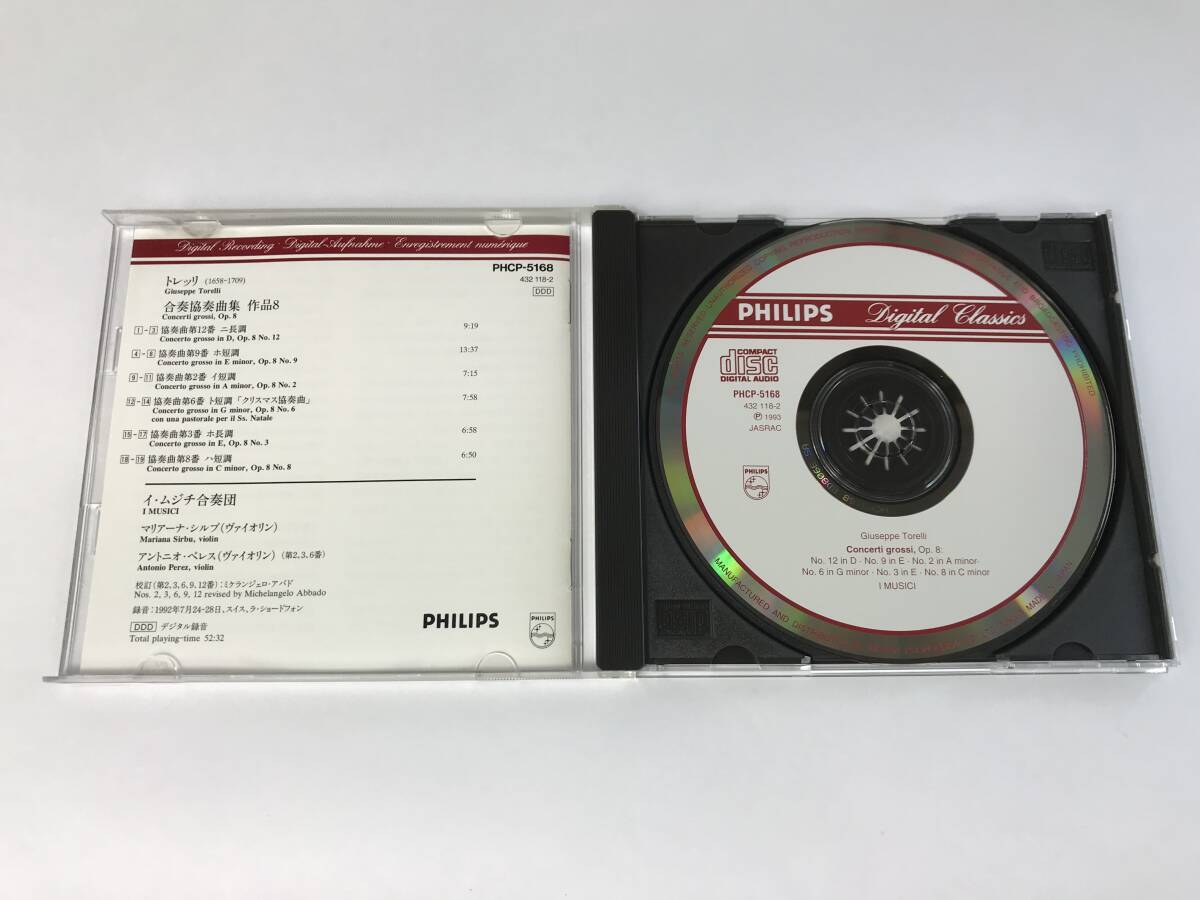 Digital Recording · Digital-Aufnahme · Enregistrement numérique
PHCP-5168
432 118-2
DDD
トレッリ (1658-1709)
Giuseppe Torelli
合奏協奏曲集 作品8
Concerti grossi, Op. 8
1-3 協奏曲第12番 ニ長調 9:19
Concerto grosso in D, Op. 8 No. 12
4-8 協奏曲第9番 ホ短調 13:37
Concerto grosso in E minor, Op. 8 No. 9
9-11 協奏曲第2番 イ短調 7:15
Concerto grosso in A minor, Op. 8 No. 2
12-14 協奏曲第6番 ト短調「クリスマス協奏曲」 7:58
Concerto grosso in G minor, Op. 8 No. 6
con una pastorale per il Ss. Natale
15-17 協奏曲第3番 ホ長調 6:58
Concerto grosso in E, Op. 8 No. 3
18-19 協奏曲第8番 ハ短調 6:50
Concerto grosso in C minor, Op. 8 No. 8
イ・ムジチ合奏団
I MUSICI
マリアーナ・シルブ(ヴァイオリン)
Mariana Sirbu, violin
アントニオ・ペレス(ヴァイオリン) (第2,3,6番)
Antonio Perez, violin
校訂(第2,3,6,9,12番):ミケランジェロ・アバド
Nos. 2, 3, 6, 9, 12 revised by Michelangelo Abbado
録音:1992年7月24-28日、スイス、ラ・ショードフォン
DDD デジタル録音
Total playing-time 52:32
PHILIPS
PHILIPS
PHILIPS Digital Classics
COMPACT
disc
DIGITAL AUDIO
PHCP-5168
432 118-2
℗ 1993
JASRAC
PHILIPS
Giuseppe Torelli
Concerti grossi, Op. 8:
No. 12 in D · No. 9 in E · No. 2 in A minor·
No. 6 in G minor · No. 3 in E · No. 8 in C minor
I MUSICI
MANUFACTURED AND